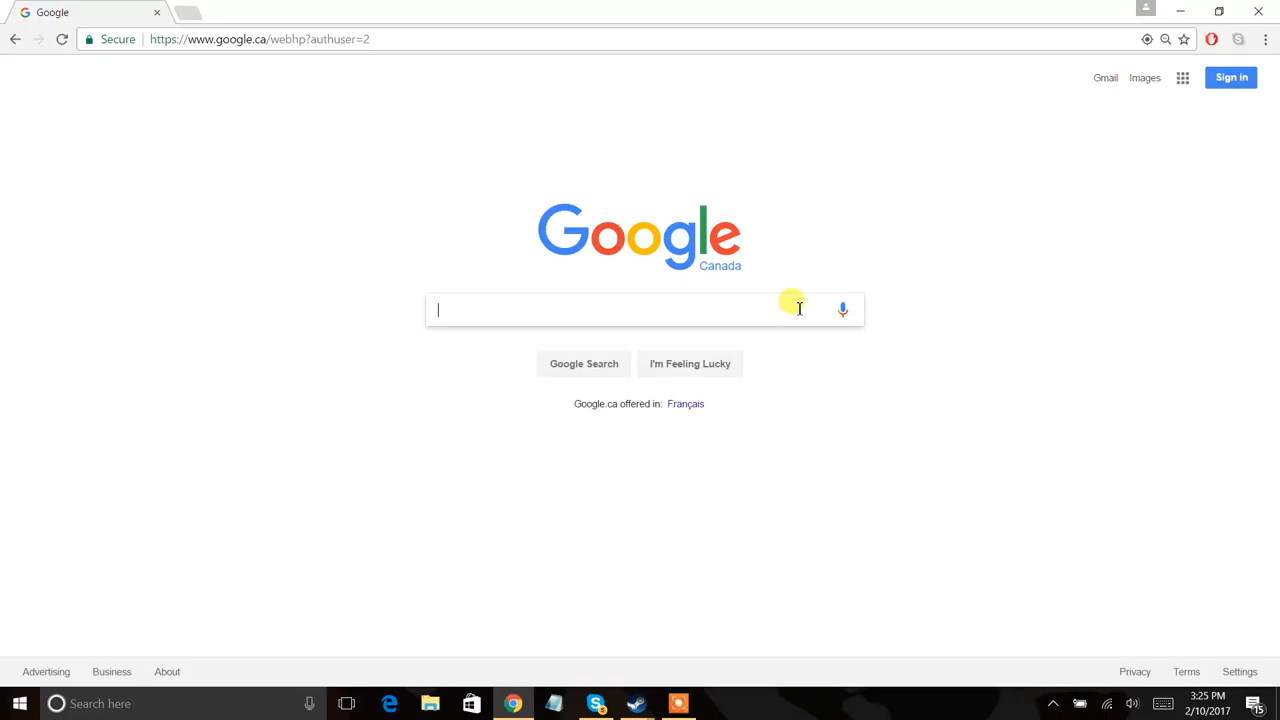 Google
Secure https://www.google.ca/webhp?authuser=2
Gmail Images Sign in
Google
Canada
Google Search I'm Feeling Lucky
Google.ca offered in: Français
Advertising Business About Privacy Terms Settings
Search here
3:25 PM
2/10/2017
15